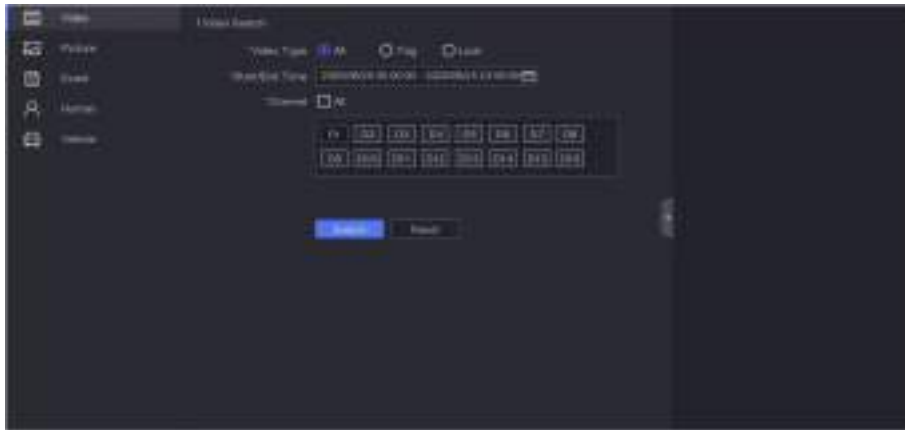 Video
Picture
Event
Human
Vehicle
Video Search
*Video Type All Tag Lock
*Start/End Time
*Channel All
D2 D3 D4 D5 D6 D7 D8
D9 D10 D11 D12 D13 D14 D15 D16
Search Reset